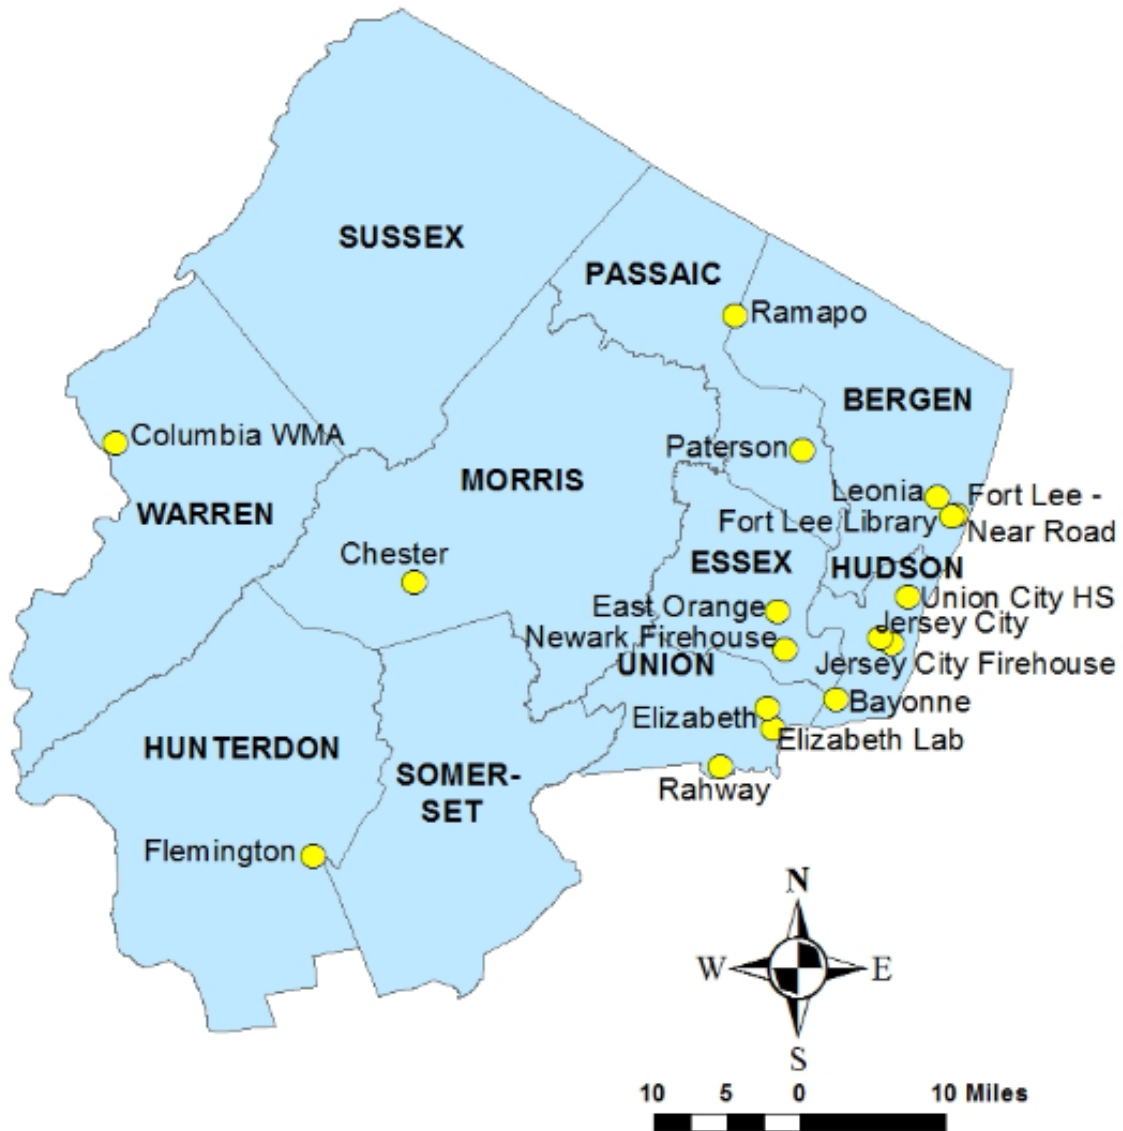 SUSSEX
PASSAIC
Ramapo
BERGEN
Columbia WMA
Paterson
MORRIS
Leonia
Fort Lee -
Near Road
WARREN
Fort Lee Library
Chester
ESSEX
HUDSON
Union City HS
East Orange
Jersey City
Newark Firehouse
UNION
Jersey City Firehouse
Bayonne
Elizabeth
Elizabeth Lab
HUNTERDON
SOMER-
SET
Rahway
Flemington
N
W
E
S
10 5 0 10 Miles